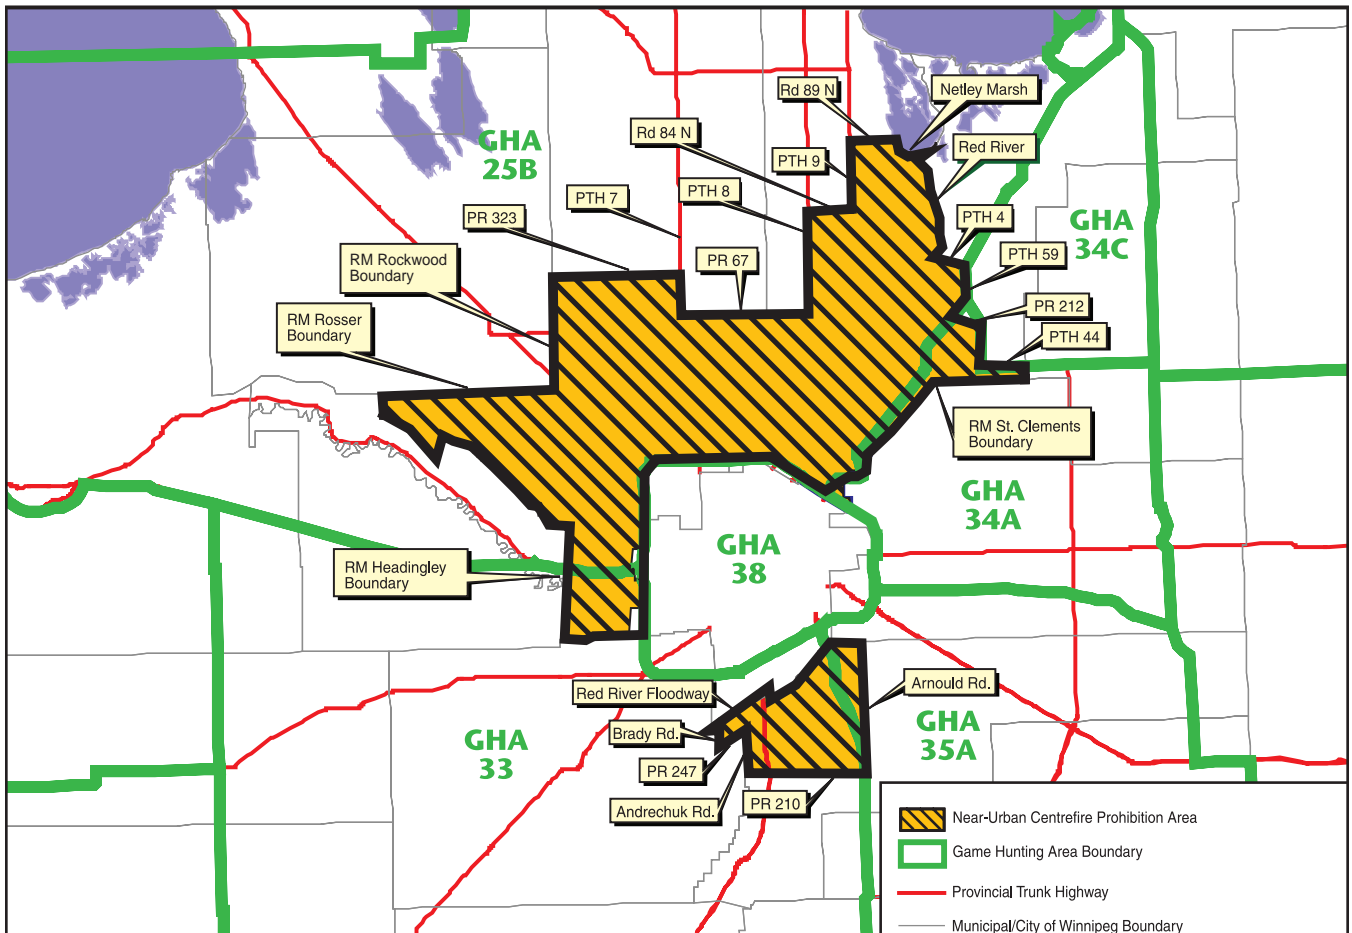 Rd 89 N
Netley Marsh
Rd 84 N
GHA
25B
PTH 9
Red River
PTH 7
PTH 8
PR 323
PTH 4
GHA
34C
RM Rockwood
Boundary
PR 67
PTH 59
RM Rosser
Boundary
PR 212
PTH 44
RM St. Clements
Boundary
GHA
34A
GHA
38
RM Headingley
Boundary
Red River Floodway
Arnould Rd.
Brady Rd.
GHA
33
GHA
35A
PR 247
Andrechuk Rd.
PR 210
Near-Urban Centrefire Prohibition Area
Game Hunting Area Boundary
Provincial Trunk Highway
Municipal/City of Winnipeg Boundary